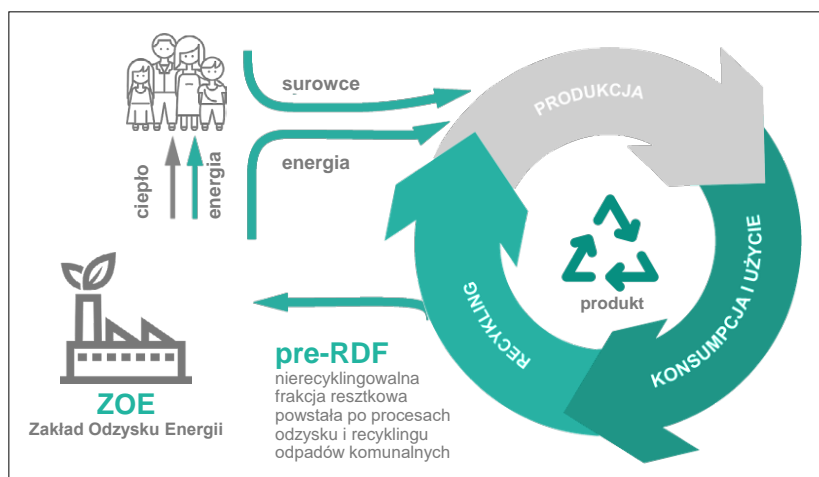 surowce
energia
ciepło
energia
PRODUKCJA
KONSUMPCJA I UŻYCIE
RECYKLING
produkt
pre-RDF
nierecyklingowalna
frakcja resztkowa
powstała po procesach
odzysku i recyklingu
odpadów komunalnych
ZOE
Zakład Odzysku Energii